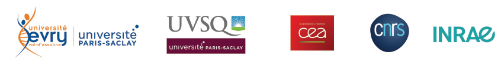 université
evry
université
PARIS-SACLAY
UVSQ
université PARIS-SACLAY
cea
cnrs
INRAE